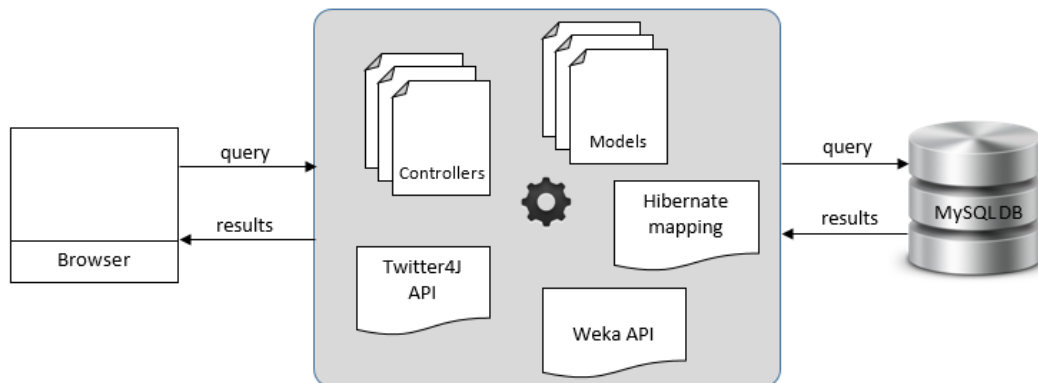 query
results
Browser
Controllers
Models
Hibernate
mapping
Twitter4J
API
Weka API
query
results
MySQL DB